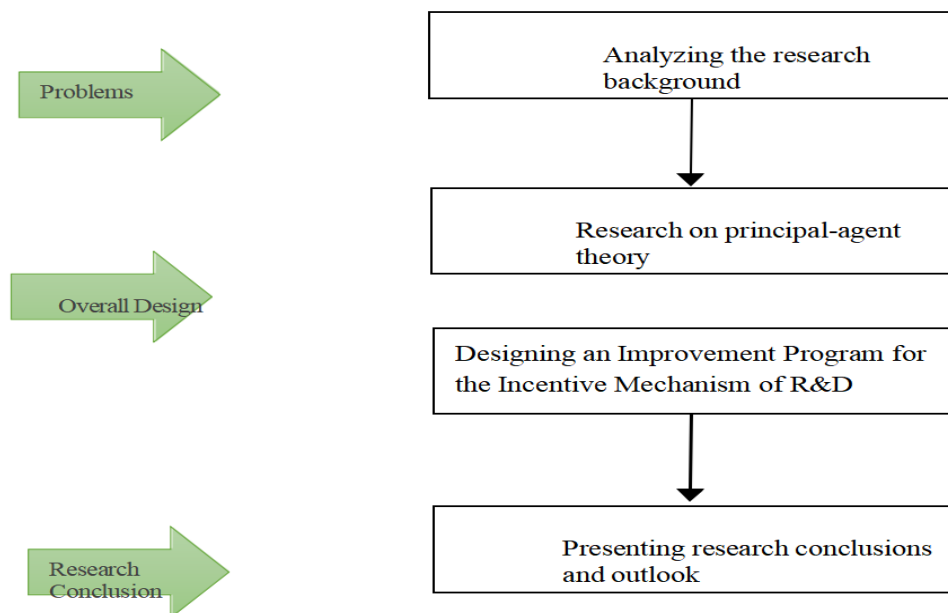 Problems
Analyzing the research
background
Research on principal-agent
theory
Overall Design
Designing an Improvement Program for
the Incentive Mechanism of R&D
Research
Conclusion
Presenting research conclusions
and outlook